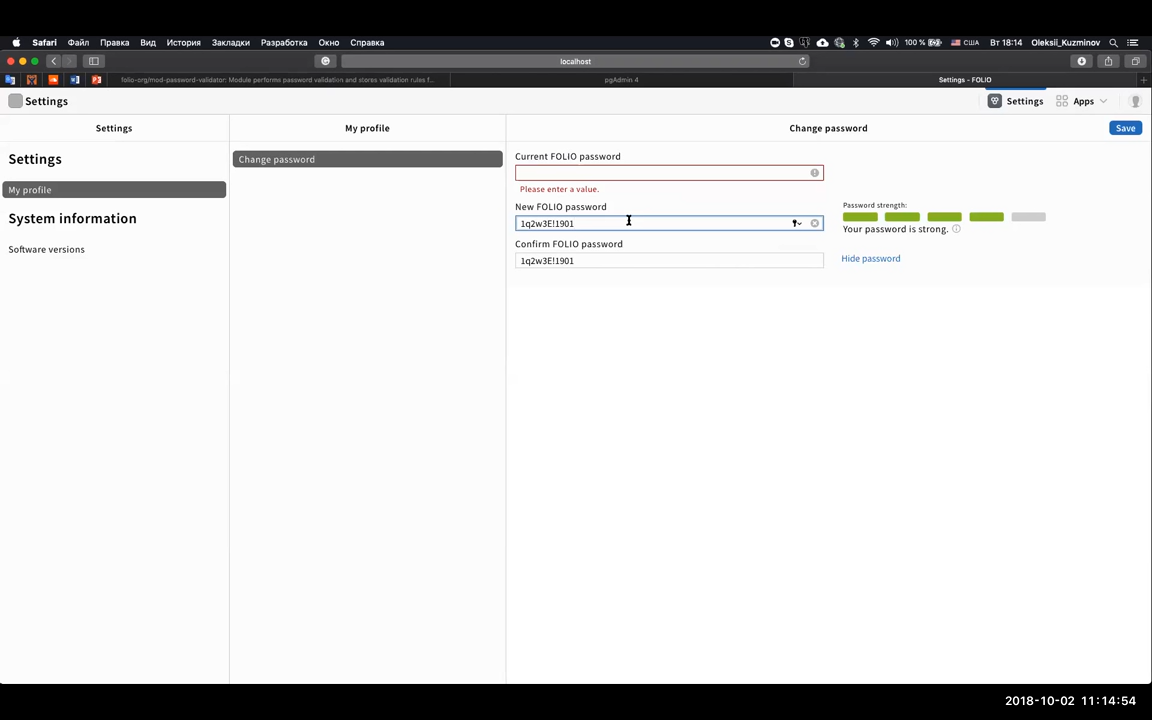 Safari Файл Правка Вид История Закладки Разработка Окно Справка 100 % США Вт 18:14 Oleksii_Kuzminov
localhost
folio-org/mod-password-validator: Module performs password validation and stores validation rules f... pgAdmin 4 Settings - FOLIO
Settings Settings Apps
Settings My profile Change password Save
Settings Change password Current FOLIO password
My profile Please enter a value.
System information New FOLIO password Password strength:
1q2w3E!1901 Your password is strong.
Software versions Confirm FOLIO password
1q2w3E!1901 Hide password
2018-10-02 11:14:54